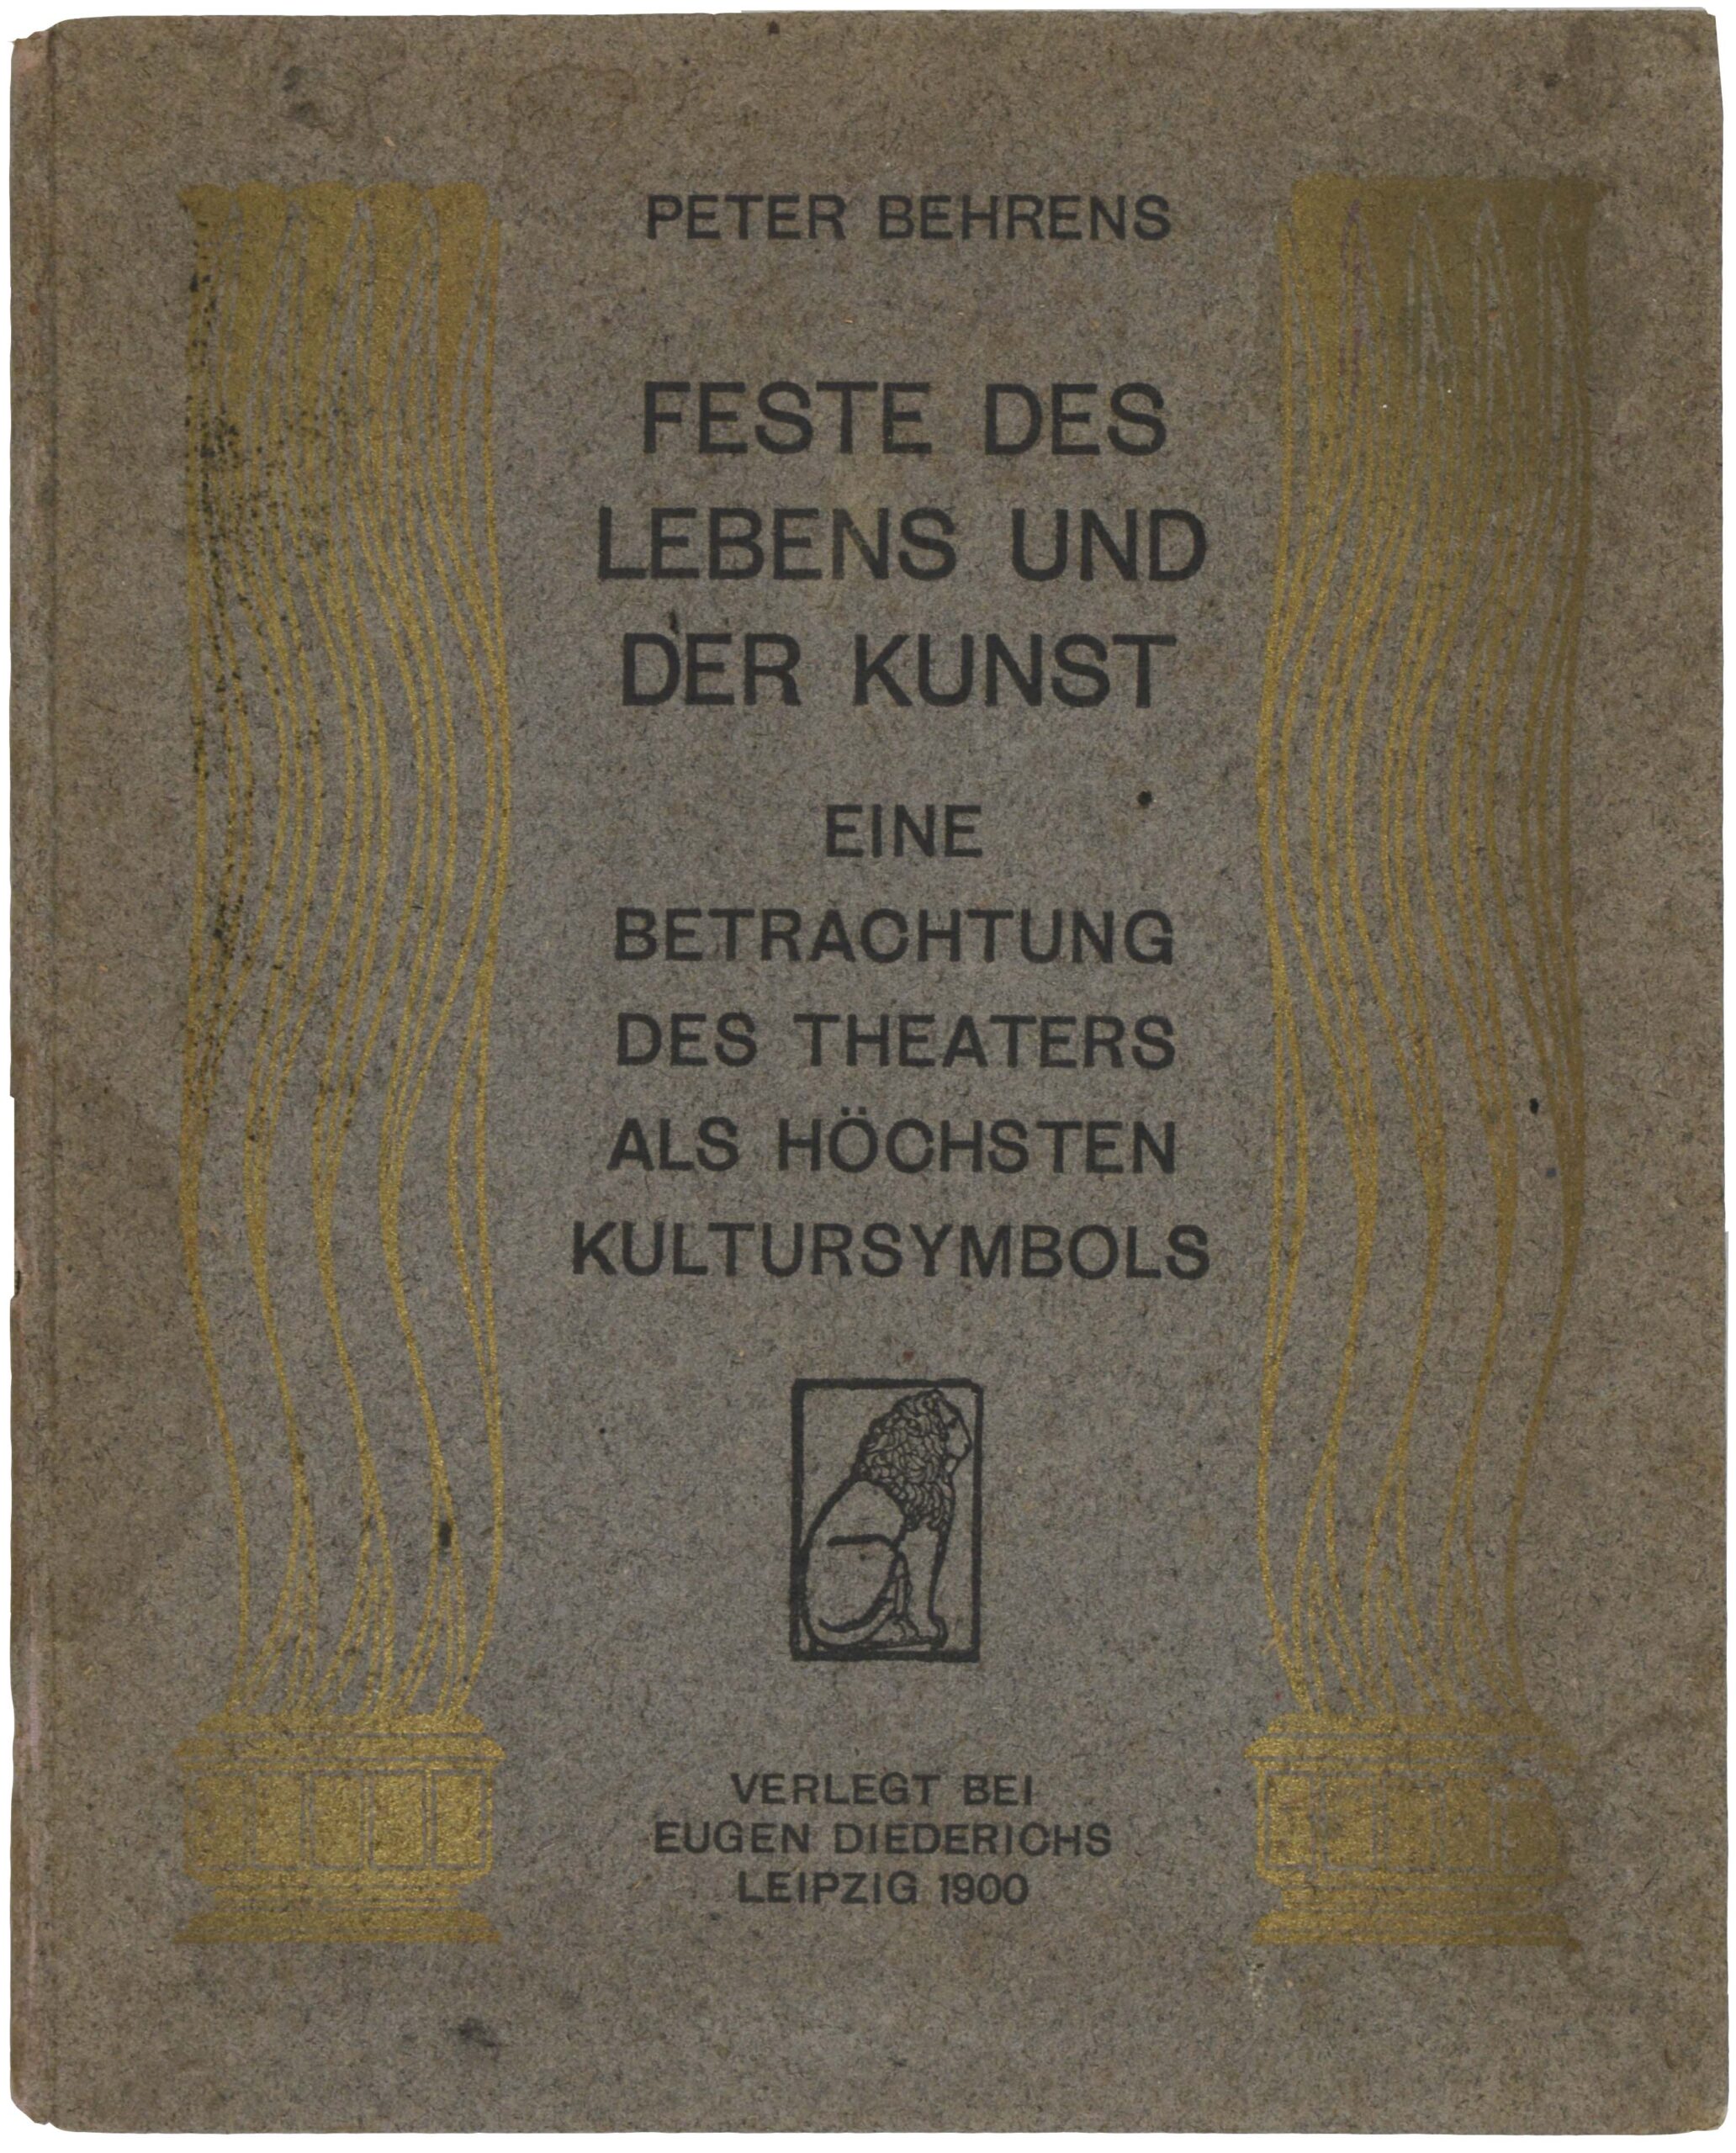 PETER BEHRENS
FESTE DES
LEBENS UND
DER KUNST
EINE
BETRACHTUNG
DES THEATERS
ALS HÖCHSTEN
KULTURSYMBOLS
VERLEGT BEI
EUGEN DIEDERICHS
LEIPZIG 1900